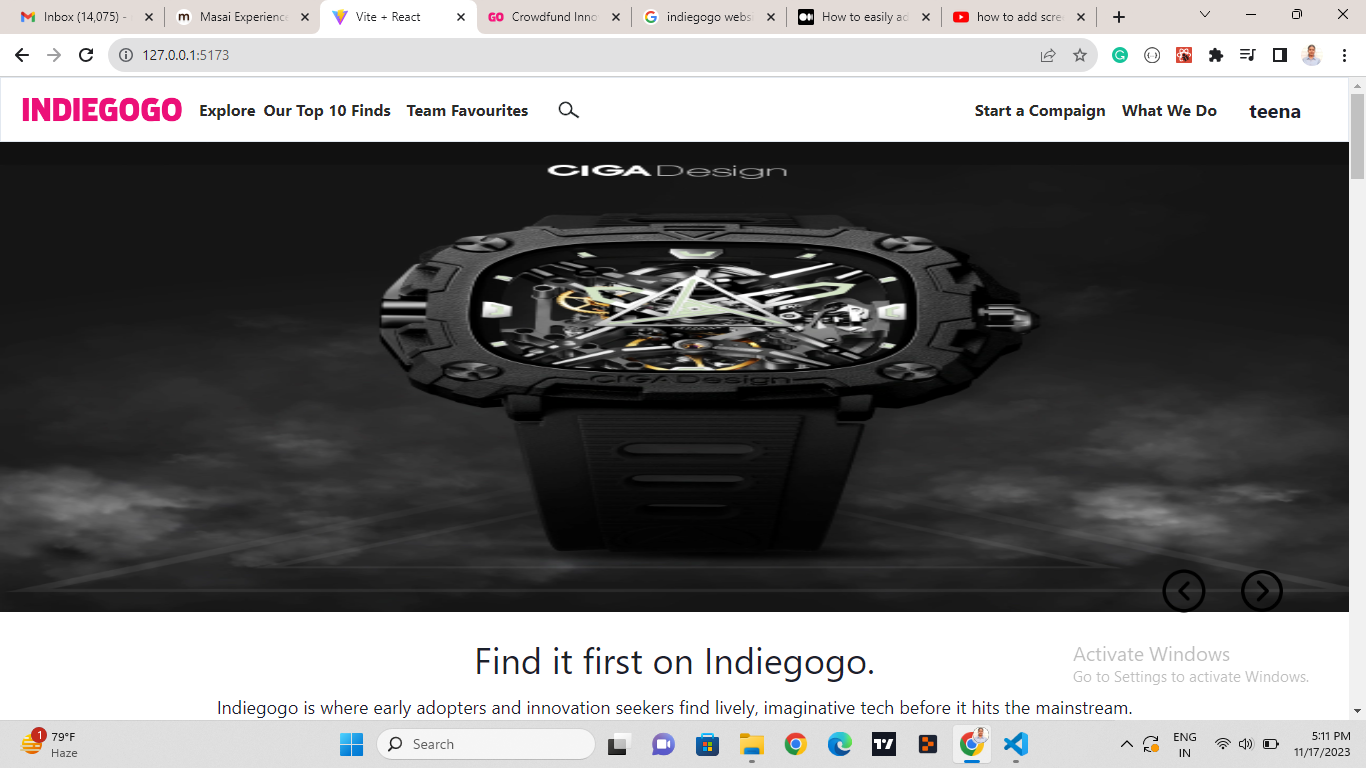 Inbox (14,075) -
Masai Experience
Vite + React
GO Crowdfund Inno
indiegogo webs
How to easily a
how to add scre
127.0.0.1:5173
INDIEGOGO Explore Our Top 10 Finds Team Favourites Start a Compaign What We Do teena
CIGA Design
CIGA Design
Find it first on Indiegogo.
Activate Windows
Go to Settings to activate Windows.
Indiegogo is where early adopters and innovation seekers find lively, imaginative tech before it hits the mainstream.
1
79°F
Haze
Search
ENG
IN
5:11 PM
11/17/2023